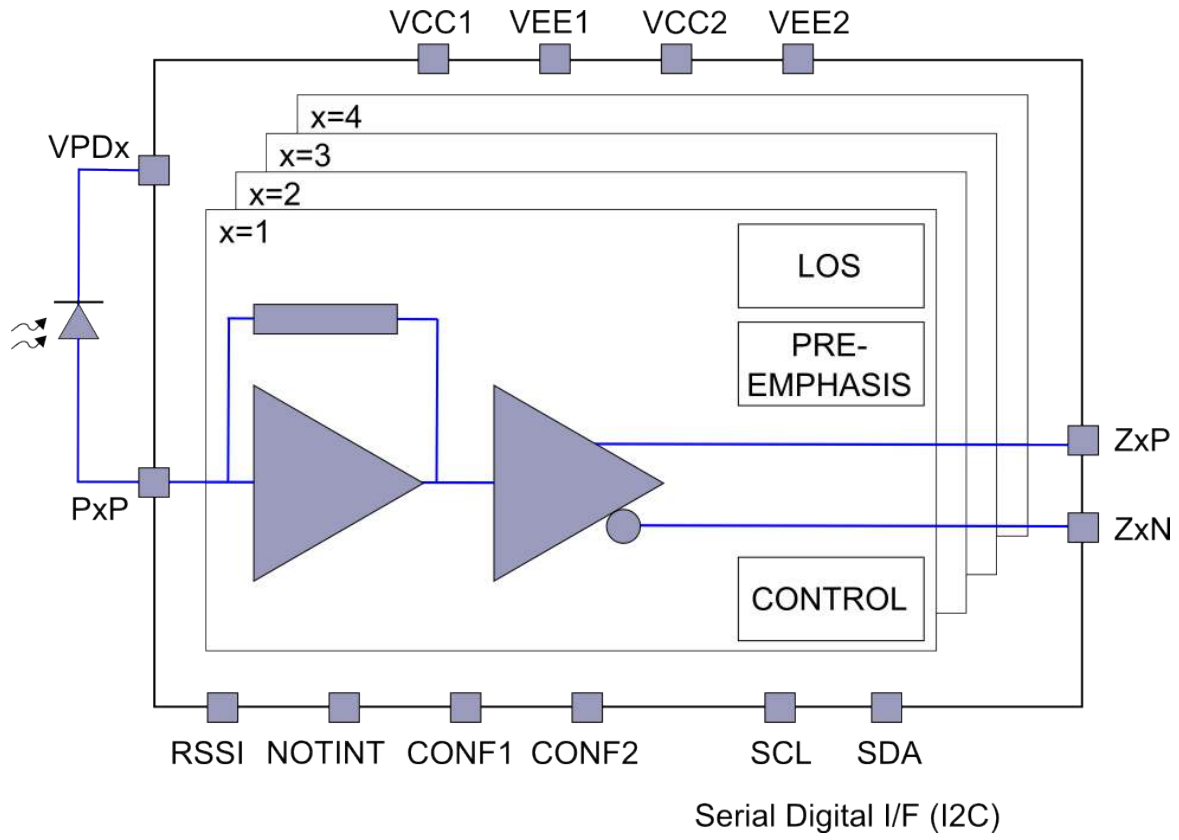 VCC1 VEE1 VCC2 VEE2
VPDx
x=4
x=3
x=2
x=1
LOS
PRE-
EMPHASIS
ZxP
PxP
ZxN
CONTROL
RSSI NOTINT CONF1 CONF2 SCL SDA
Serial Digital I/F (I2C)